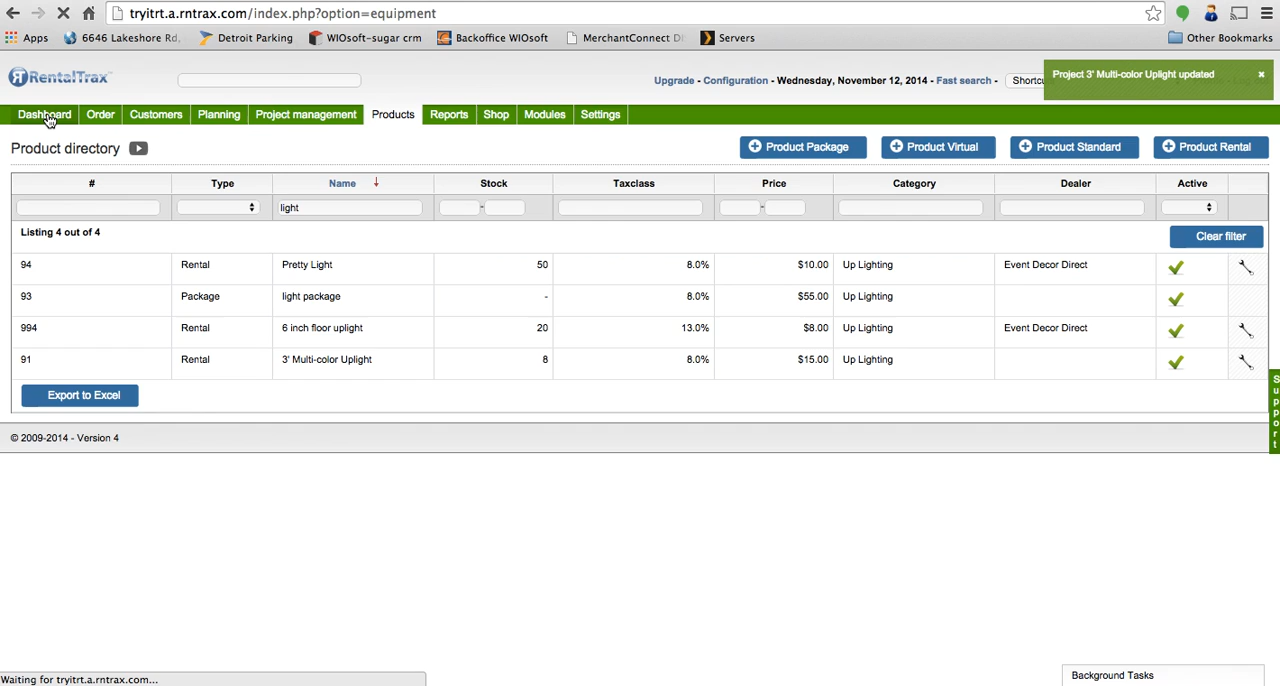 tryitrt.a.rntrax.com/index.php?option=equipment
Apps 6646 Lakeshore Rd, Detroit Parking WIOsoft-sugar crm Backoffice WIOsoft MerchantConnect Servers Other Bookmarks
RentalTrax Upgrade - Configuration - Wednesday, November 12, 2014 - Fast search - Project 3' Multi-color Uplight updated ×
Dashboard Order Customers Planning Project management Products Reports Shop Modules Settings
Product directory Product Package Product Virtual Product Standard Product Rental
# Type Name Stock Taxclass Price Category Dealer Active
light - -
Listing 4 out of 4 Clear filter
94 Rental Pretty Light 50 8.0% $10.00 Up Lighting Event Decor Direct
93 Package light package - 8.0% $55.00 Up Lighting
994 Rental 6 inch floor uplight 20 13.0% $8.00 Up Lighting Event Decor Direct
91 Rental 3' Multi-color Uplight 8 8.0% $15.00 Up Lighting
Export to Excel
Support
© 2009-2014 - Version 4
Waiting for tryitrt.a.rntrax.com... Background Tasks